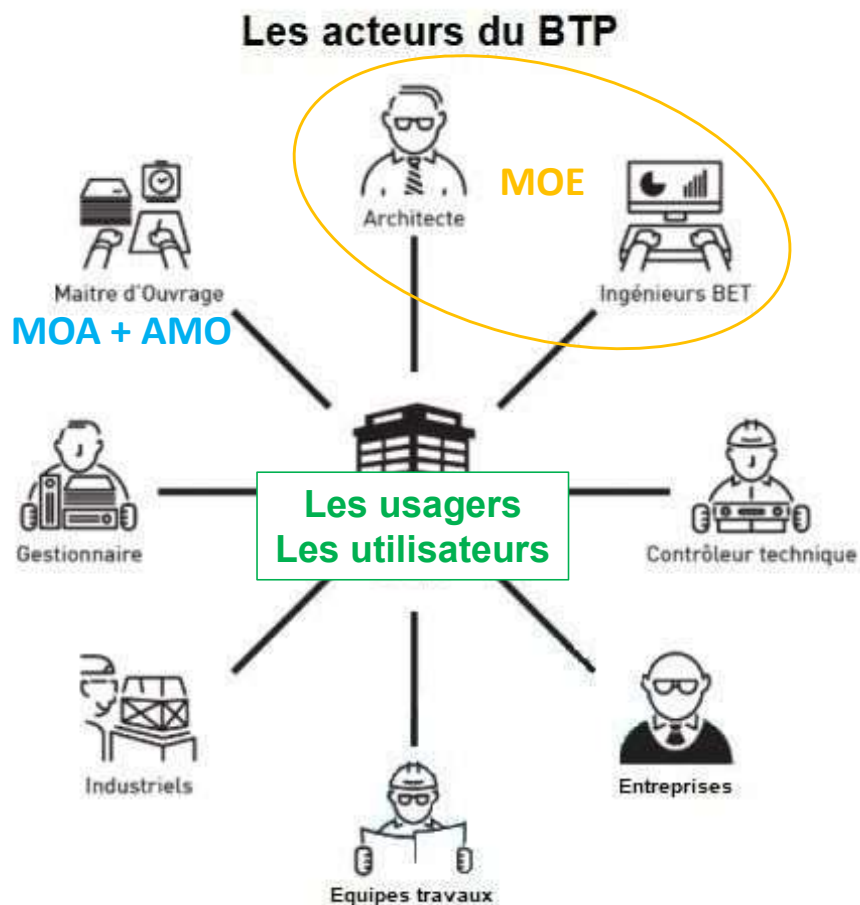 Les acteurs du BTP
MOE
Architecte
Maitre d'Ouvrage
Ingénieurs BET
MOA + AMO
Les usagers
Les utilisateurs
Gestionnaire
Contrôleur technique
Industriels
Entreprises
Equipes travaux